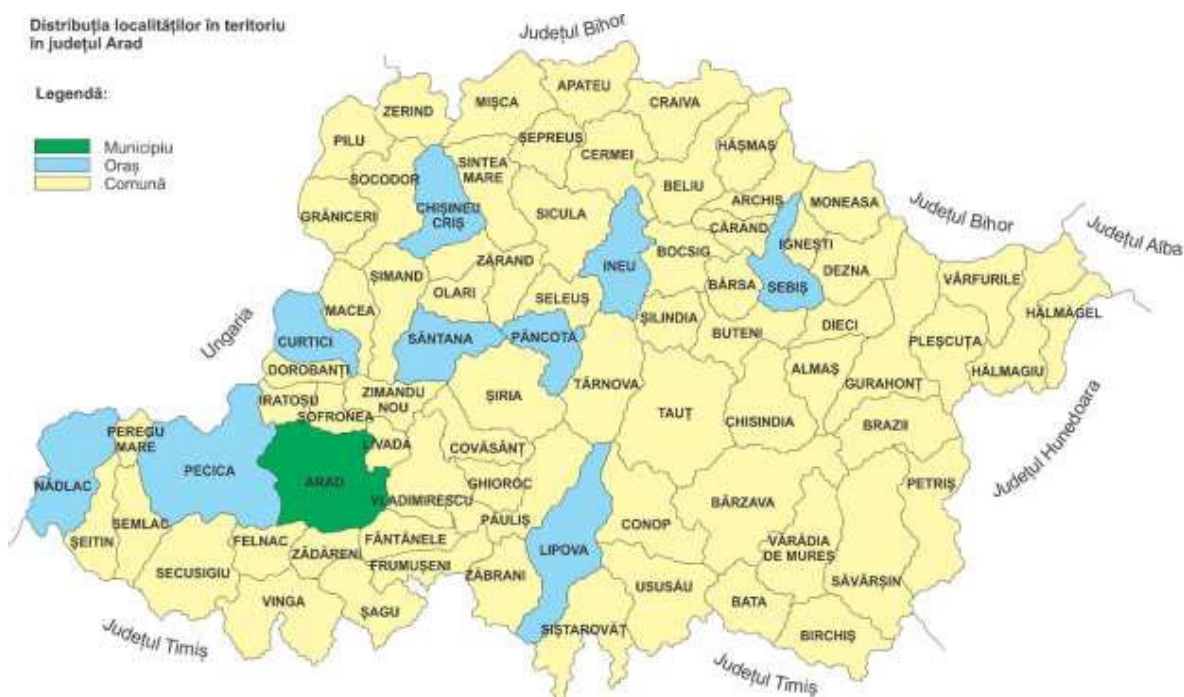 Distribuția localităților în teritoriu
în județul Arad
Legendă:
Municipiu
Oraș
Comună
Județul Bihor
Județul Bihor
Județul Alba
Județul Hunedoara
Județul Timiș
Județul Timiș
Ungaria
APATEU
MIȘCA
CRAIVA
ZERIND
ȘEPREUȘ
PILU
CERMEI
HĂȘMAȘ
SINTEA
MARE
SOCODOR
BELIU
ARCHIȘ
MONEASA
CHIȘINEU
CRIȘ
GRĂNICERI
SICULA
CĂRAND
IGNEȘTI
BOCSIG
ZĂRAND
INEU
DEZNA
ȘIMAND
VÂRFURILE
BÂRSA
SEBIȘ
OLARI
SELEUȘ
MACEA
HĂLMĂGEL
ȘILINDIA
DIECI
BUTENI
CURTICI
SÂNTANA
PÂNCOTA
PLEȘCUȚA
DOROBANȚI
ALMAȘ
HĂLMAGIU
TÂRNOVA
GURAHONȚ
ZIMANDU
NOU
IRATOȘU
ȘIRIA
SOFRONEA
TAUȚ
CHISINDIA
BRAZII
PEREGU
MARE
LIVADA
COVĂSÂNȚ
PECICA
NĂDLAC
ARAD
GHIOROC
PETRIȘ
VLADIMIRESCU
BÂRZAVA
PĂULIȘ
SEMLAC
CONOP
ȘEITIN
FELNAC
FÂNTÂNELE
VĂRĂDIA
DE MUREȘ
ZĂDĂRENI
LIPOVA
FRUMUȘENI
SECUSIGIU
ZĂBRANI
SĂVÂRȘIN
USUSĂU
VINGA
BATA
ȘAGU
ȘIȘTAROVĂȚ
BIRCHIȘ